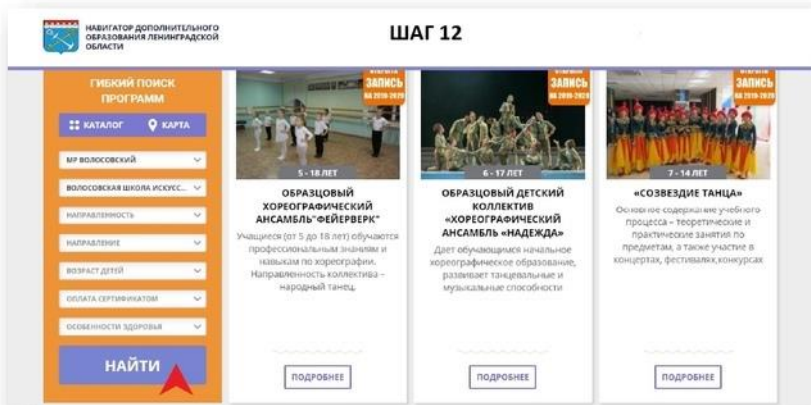 НАВИГАТОР ДОПОЛНИТЕЛЬНОГО
ОБРАЗОВАНИЯ ЛЕНИНГРАДСКОЙ
ОБЛАСТИ
ШАГ 12
ГИБКИЙ ПОИСК
ПРОГРАММ
КАТАЛОГ
КАРТА
МР ВОЛОСОВСКИЙ
ВОЛОСОВСКАЯ ШКОЛА ИСКУСС...
НАПРАВЛЕННОСТЬ
НАПРАВЛЕНИЕ
ВОЗРАСТ ДЕТЕЙ
ОПЛАТА СЕРТИФИКАТОМ
ОСОБЕННОСТИ ЗДОРОВЬЯ
НАЙТИ
ЗАПИСЬ
НА 2019-2020
5 - 18 ЛЕТ
ОБРАЗЦОВЫЙ
ХОРЕОГРАФИЧЕСКИЙ
АНСАМБЛЬ"ФЕЙЕРВЕРК"
Учащиеся (от 5 до 18 лет) обучаются
профессиональным знаниям и
навыкам по хореографии.
Направленность коллектива –
народный танец.
ПОДРОБНЕЕ
ЗАПИСЬ
НА 2019-2020
6 - 17 ЛЕТ
ОБРАЗЦОВЫЙ ДЕТСКИЙ
КОЛЛЕКТИВ
«ХОРЕОГРАФИЧЕСКИЙ
АНСАМБЛЬ «НАДЕЖДА»
Дает обучающимся начальное
хореографическое образование,
развивает танцевальные и
музыкальные способности
ПОДРОБНЕЕ
ЗАПИСЬ
НА 2019-2020
7 - 14 ЛЕТ
«СОЗВЕЗДИЕ ТАНЦА»
Основное содержание учебного
процесса – теоретические и
практические занятия по
предметам, а также участие в
концертах, фестивалях,конкурсах
ПОДРОБНЕЕ